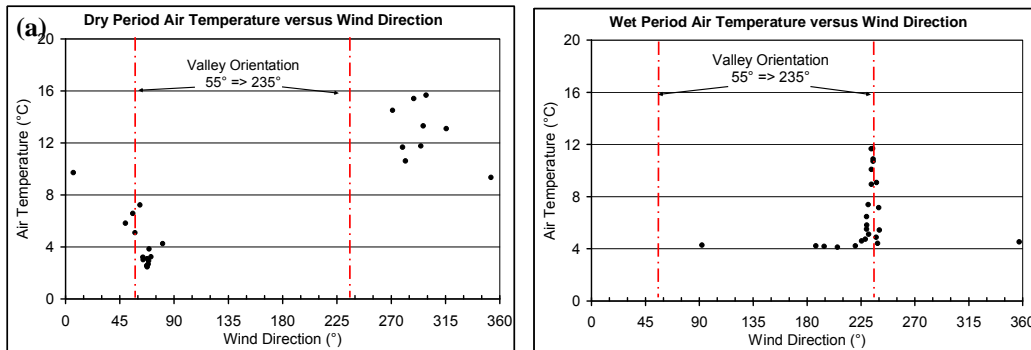 (a)
Dry Period Air Temperature versus Wind Direction
20
16
12
8
4
0
Air Temperature (°C)
Valley Orientation
55° => 235°
0 45 90 135 180 225 270 315 360
Wind Direction (°)
Wet Period Air Temperature versus Wind Direction
20
16
12
8
4
0
Air Temperature (°C)
Valley Orientation
55° => 235°
0 45 90 135 180 225 270 315 360
Wind Direction (°)